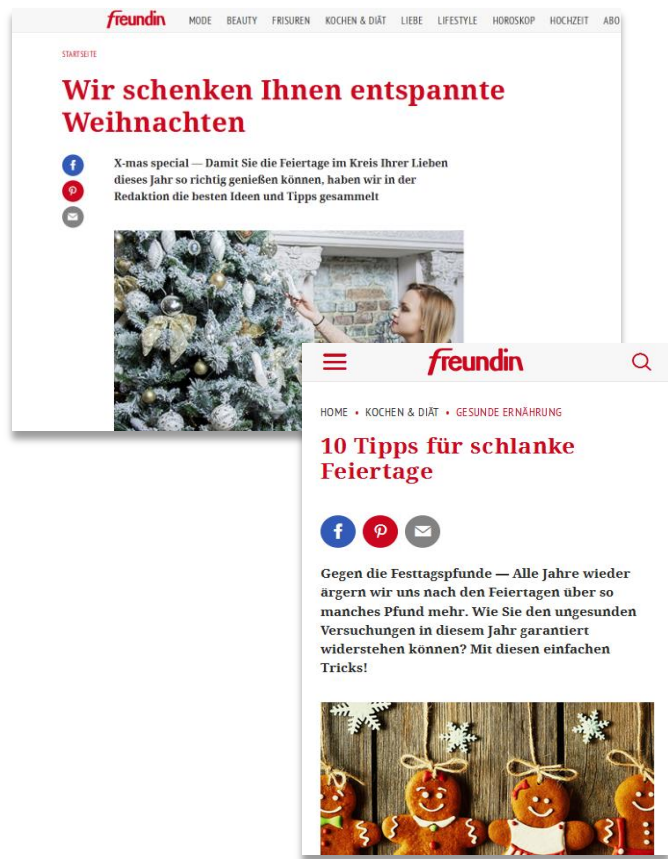 freundin MODE BEAUTY FRISUREN KOCHEN & DIÄT LIEBE LIFESTYLE HOROSKOP HOCHZEIT ABO
STARTSEITE
Wir schenken Ihnen entspannte
Weihnachten
X-mas special — Damit Sie die Feiertage im Kreis Ihrer Lieben
dieses Jahr so richtig genießen können, haben wir in der
Redaktion die besten Ideen und Tipps gesammelt
freundin
HOME • KOCHEN & DIÄT • GESUNDE ERNÄHRUNG
10 Tipps für schlanke
Feiertage
Gegen die Festtagspfunde — Alle Jahre wieder
ärgern wir uns nach den Feiertagen über so
manches Pfund mehr. Wie Sie den ungesunden
Versuchungen in diesem Jahr garantiert
widerstehen können? Mit diesen einfachen
Tricks!